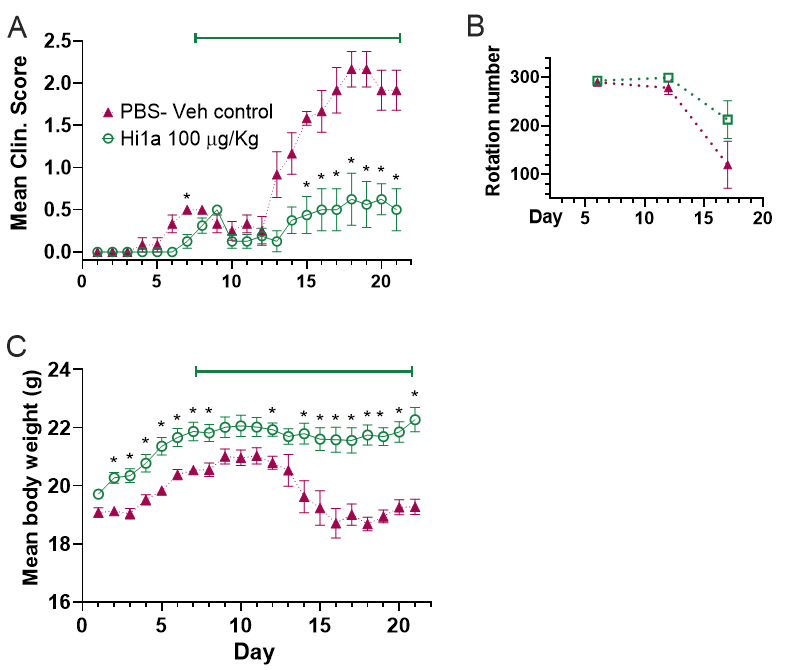 A
Mean Clin. Score
2.5
2.0
1.5
1.0
0.5
0.0
PBS- Veh control
Hi1a 100 μg/Kg
*
* * * * * * *
0 5 10 15 20
B
Rotation number
300
200
100
Day 5 10 15 20
C
Mean body weight (g)
24
22
20
18
16
* * * * * * * * * * * * * * * *
0 5 10 15 20
Day